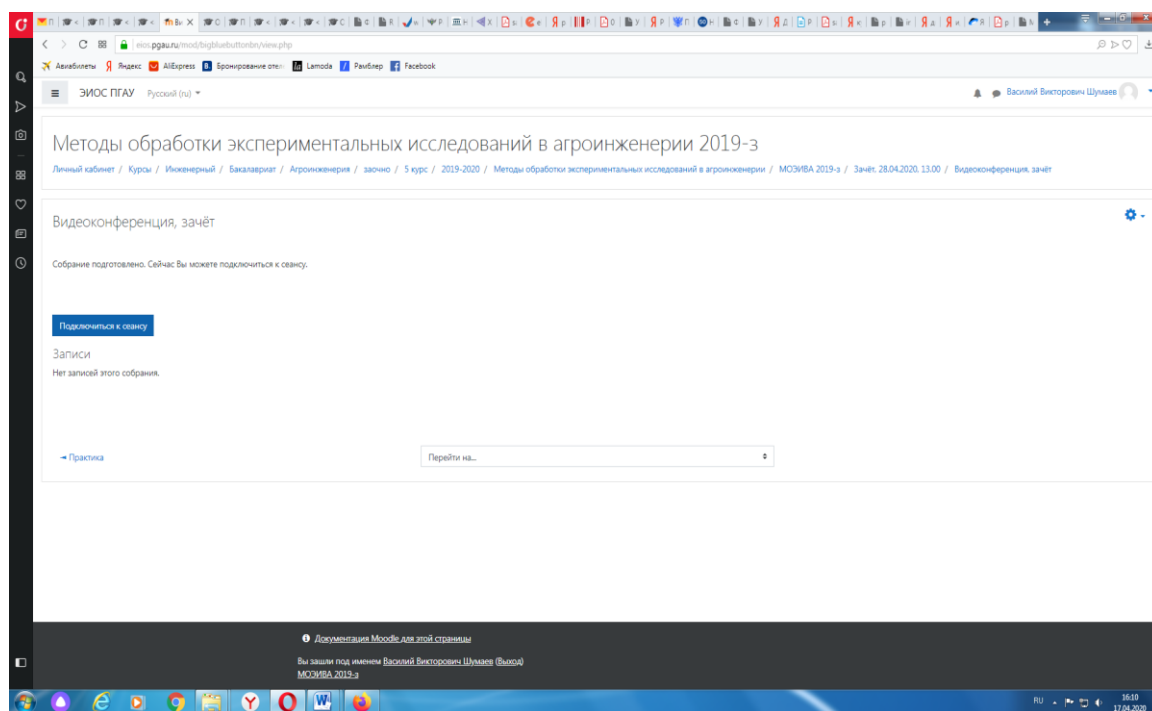 eios.pgau.ru/mod/bigbluebuttonbn/view.php
Авиабилеты Яндекс AliExpress Бронирование отел Lamoda Рамблер Facebook
ЭИОС ПГАУ Русский (ru) Василий Викторович Шумаев
Методы обработки экспериментальных исследований в агроинженерии 2019-з
Личный кабинет / Курсы / Инженерный / Бакалавриат / Агроинженерия / заочно / 5 курс / 2019-2020 / Методы обработки экспериментальных исследований в агроинженерии / МОЭИВА 2019-з / Зачёт. 28.04.2020, 13.00 / Видеоконференция, зачёт
Видеоконференция, зачёт
Собрание подготовлено. Сейчас Вы можете подключиться к сеансу.
Подключиться к сеансу
Записи
Нет записей этого собрания.
◄ Практика
Перейти на...
Документация Moodle для этой страницы
Вы зашли под именем Василий Викторович Шумаев (Выход)
МОЭИВА 2019-з
RU 16:10
17.04.2020